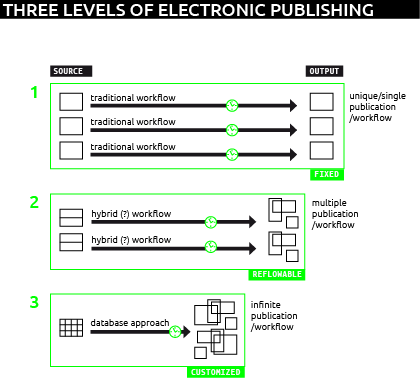 THREE LEVELS OF ELECTRONIC PUBLISHING
SOURCE
OUTPUT
1
traditional workflow
traditional workflow
traditional workflow
unique/single
publication
/workflow
FIXED
2
hybrid (?) workflow
hybrid (?) workflow
multiple
publication
/workflow
REFLOWABLE
3
database approach
infinite
publication
/workflow
CUSTOMIZED